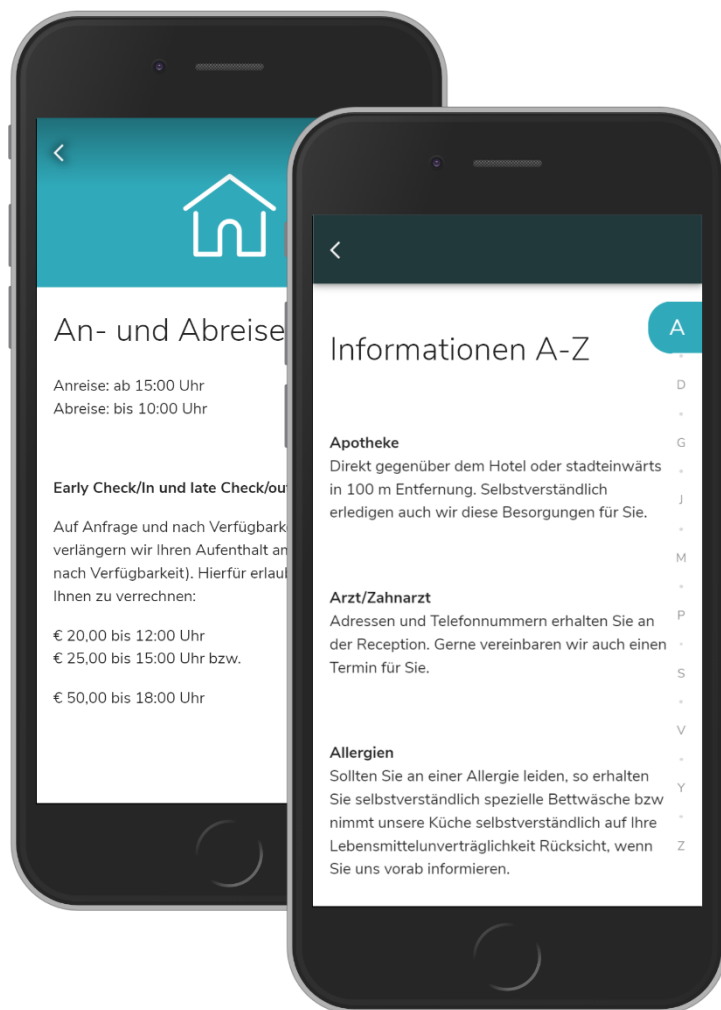 An- und Abreise
Anreise: ab 15:00 Uhr
Abreise: bis 10:00 Uhr
Early Check/In und late
Auf Anfrage und nach
verlängern wir Ihren Aufenthalt
nach Verfügbarkeit). Hierfür
Ihnen zu verrechnen:
€ 20,00 bis 12:00 Uhr
€ 25,00 bis 15:00 Uhr bzw.
€ 50,00 bis 18:00 Uhr
Informationen A-Z
Apotheke
Direkt gegenüber dem Hotel oder stadteinwärts
in 100 m Entfernung. Selbstverständlich
erledigen auch wir diese Besorgungen für Sie.
Arzt/Zahnarzt
Adressen und Telefonnummern erhalten Sie an
der Reception. Gerne vereinbaren wir auch einen
Termin für Sie.
Allergien
Sollten Sie an einer Allergie leiden, so erhalten
Sie selbstverständlich spezielle Bettwäsche bzw
nimmt unsere Küche selbstverständlich auf Ihre
Lebensmittelunverträglichkeit Rücksicht, wenn
Sie uns vorab informieren.
A
D
G
J
M
P
S
V
Y
Z